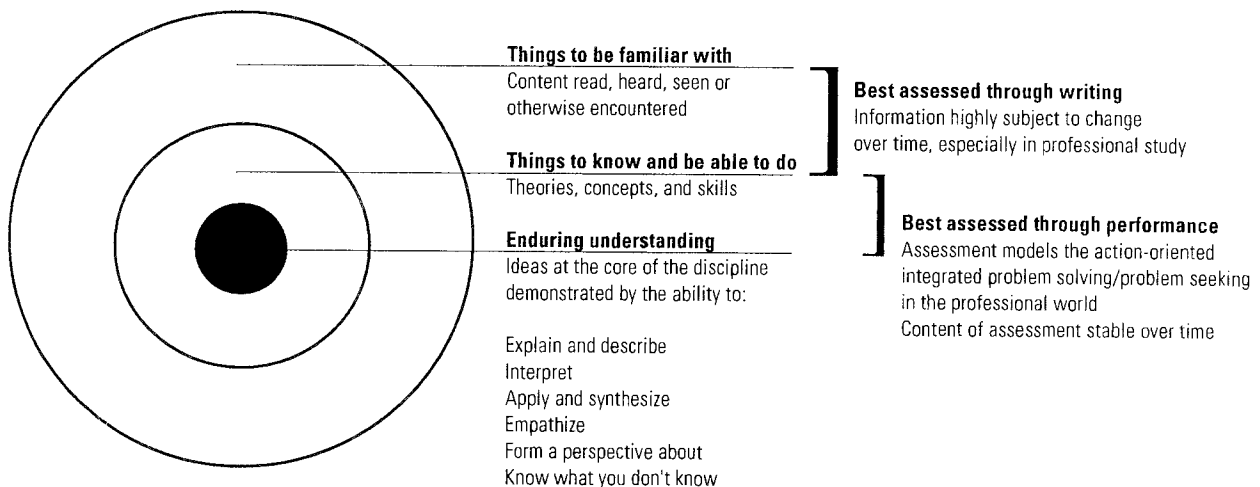 Things to be familiar with
Content read, heard, seen or
otherwise encountered
Things to know and be able to do
Theories, concepts, and skills
Enduring understanding
Ideas at the core of the discipline
demonstrated by the ability to:
Explain and describe
Interpret
Apply and synthesize
Empathize
Form a perspective about
Know what you don't know
Best assessed through writing
Information highly subject to change
over time, especially in professional study
Best assessed through performance
Assessment models the action-oriented
integrated problem solving/problem seeking
in the professional world
Content of assessment stable over time